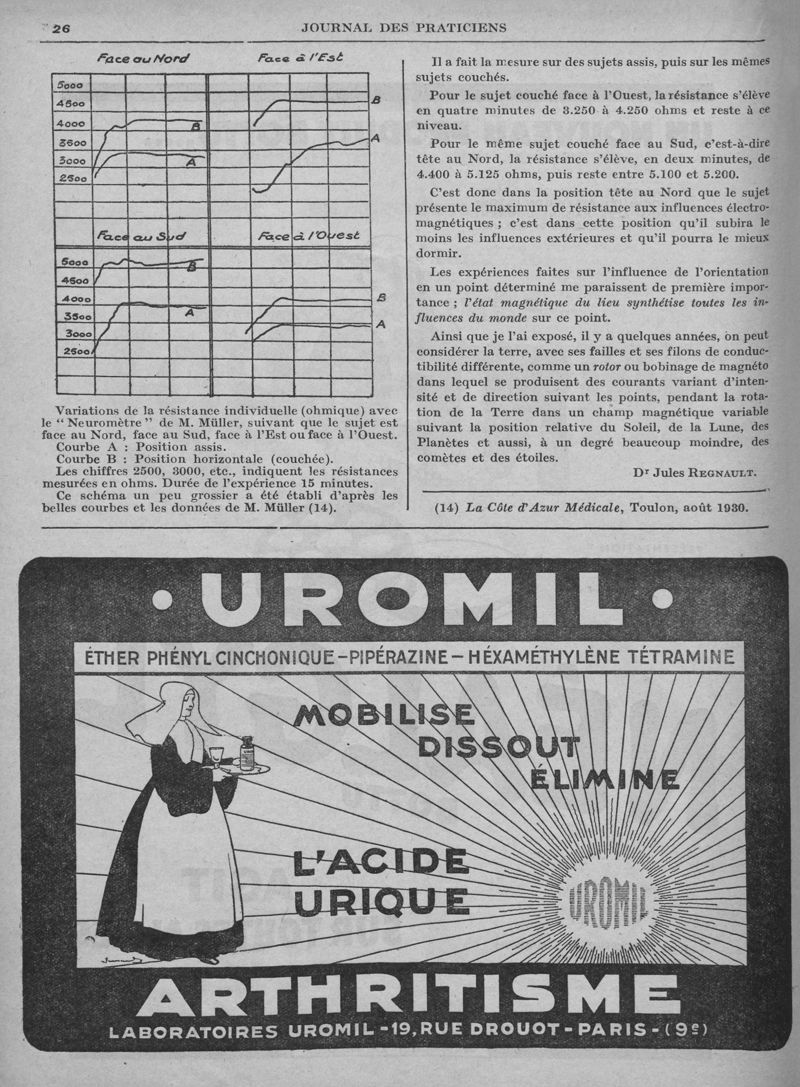 26
JOURNAL DES PRATICIENS
Face au Nord
Face à l'Est
5000
4500
4000
3500
3000
2500
B
A
B
A
Face au Sud
Face à l'Ouest
5000
4500
4000
3500
3000
2500
B
A
B
A
Variations de la résistance individuelle (ohmique) avec
le "Neuromètre" de M. Müller, suivant que le sujet est
face au Nord, face au Sud, face à l'Est ou face à l'Ouest.
Courbe A : Position assis.
Courbe B : Position horizontale (couchée).
Les chiffres 2500, 3000, etc., indiquent les résistances
mesurées en ohms. Durée de l'expérience 15 minutes.
Ce schéma un peu grossier a été établi d'après les
belles courbes et les données de M. Müller (14).
Il a fait la mesure sur des sujets assis, puis sur les mêmes
sujets couchés.
Pour le sujet couché face à l'Ouest, la résistance s'élève
en quatre minutes de 3.250 à 4.250 ohms et reste à ce
niveau.
Pour le même sujet couché face au Sud, c'est-à-dire
tête au Nord, la résistance s'élève, en deux minutes, de
4.400 à 5.125 ohms, puis reste entre 5.100 et 5.200.
C'est donc dans la position tête au Nord que le sujet
présente le maximum de résistance aux influences électro-
magnétiques ; c'est dans cette position qu'il subira le
moins les influences extérieures et qu'il pourra le mieux
dormir.
Les expériences faites sur l'influence de l'orientation
en un point déterminé me paraissent de première impor-
tance ; l'état magnétique du lieu synthétise toutes les in-
fluences du monde sur ce point.
Ainsi que je l'ai exposé, il y a quelques années, on peut
considérer la terre, avec ses failles et ses filons de conduc-
tibilité différente, comme un rotor ou bobinage de magnéto
dans lequel se produisent des courants variant d'inten-
sité et de direction suivant les points, pendant la rota-
tion de la Terre dans un champ magnétique variable
suivant la position relative du Soleil, de la Lune, des
Planètes et aussi, à un degré beaucoup moindre, des
comètes et des étoiles.
Dr Jules REGNAULT.
(14) La Côte d'Azur Médicale, Toulon, août 1930.
• UROMIL •
ÉTHER PHÉNYL CINCHONIQUE – PIPÉRAZINE – HÉXAMÉTHYLÈNE TÉTRAMINE
MOBILISE
DISSOUT
ÉLIMINE
L'ACIDE
URIQUE
UROMIL
ARTHRITISME
LABORATOIRES UROMIL - 19, RUE DROUOT - PARIS - (9e)